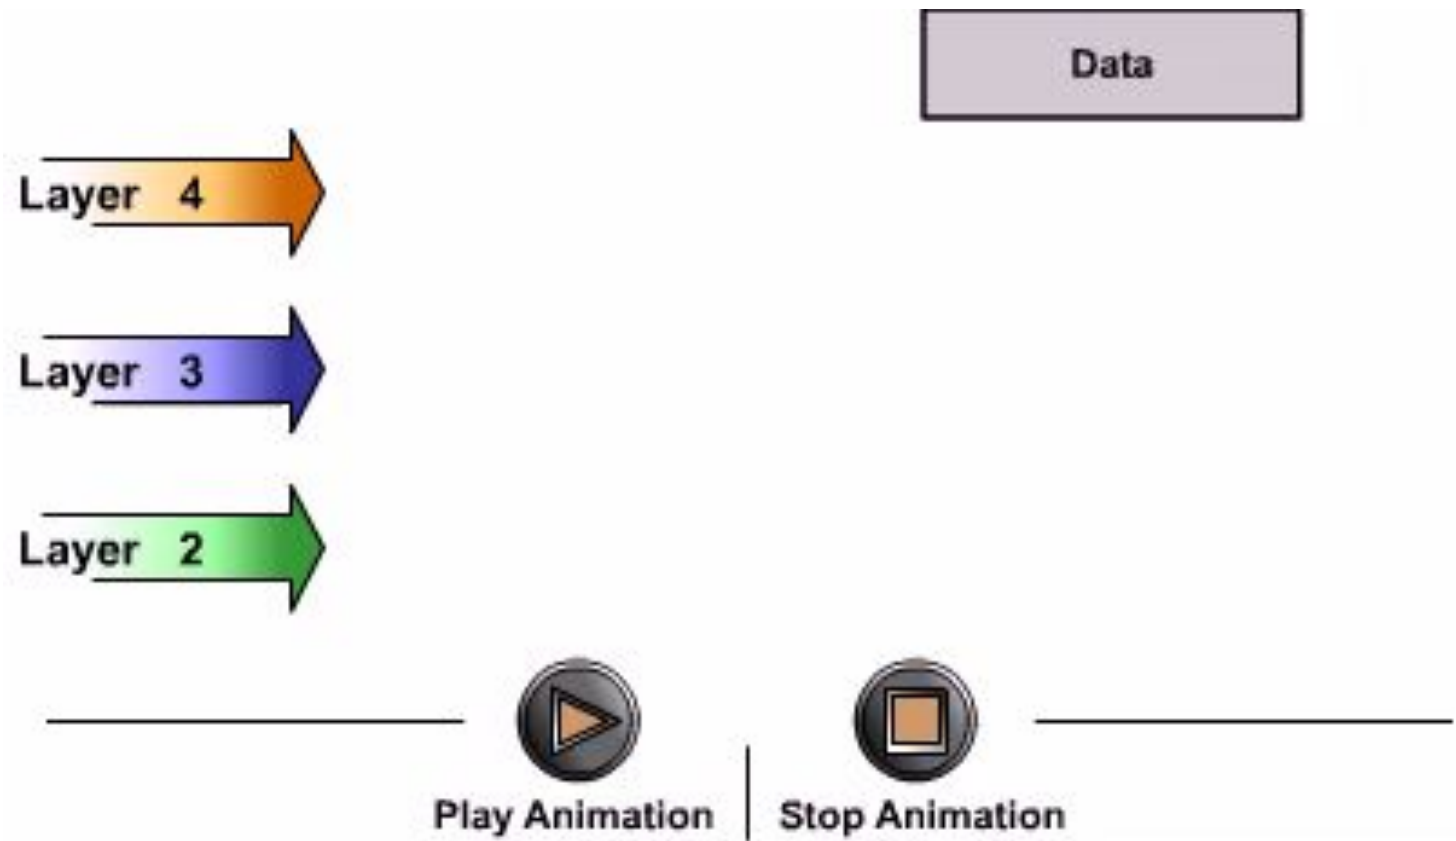 Data
Layer 4
Layer 3
Layer 2
Play Animation
Stop Animation